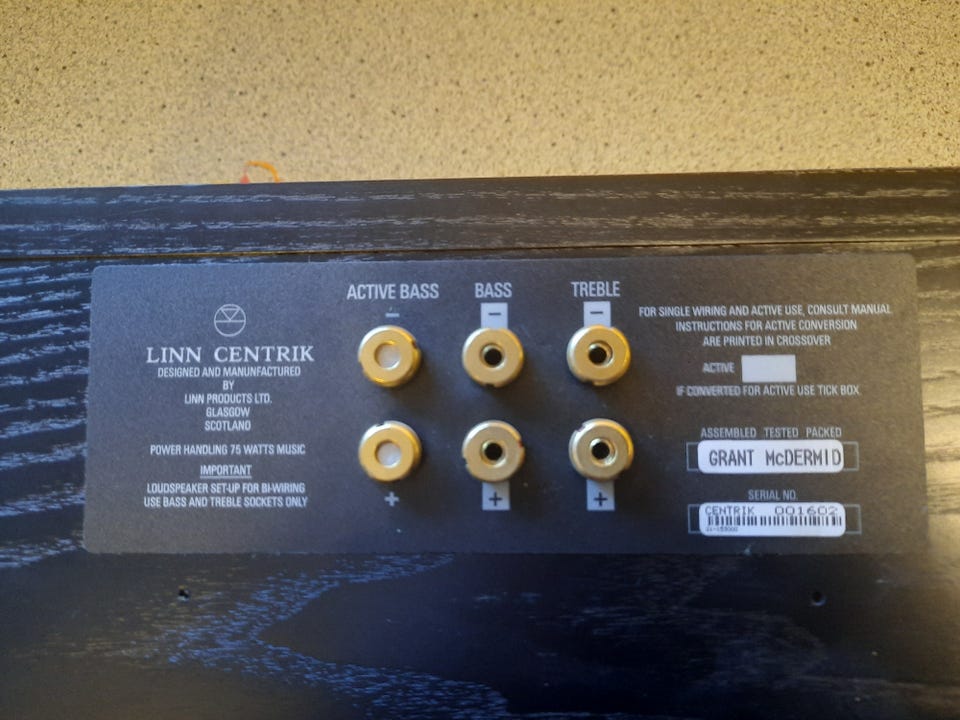 LINN CENTRIK
DESIGNED AND MANUFACTURED
BY
LINN PRODUCTS LTD.
GLASGOW
SCOTLAND
POWER HANDLING 75 WATTS MUSIC
IMPORTANT
LOUDSPEAKER SET-UP FOR BI-WIRING
USE BASS AND TREBLE SOCKETS ONLY
ACTIVE BASS
−
+
BASS
−
+
TREBLE
−
+
FOR SINGLE WIRING AND ACTIVE USE, CONSULT MANUAL
INSTRUCTIONS FOR ACTIVE CONVERSION
ARE PRINTED IN CROSSOVER
ACTIVE
IF CONVERTED FOR ACTIVE USE TICK BOX
ASSEMBLED TESTED PACKED
GRANT McDERMID
SERIAL NO.
CENTRIK 001602